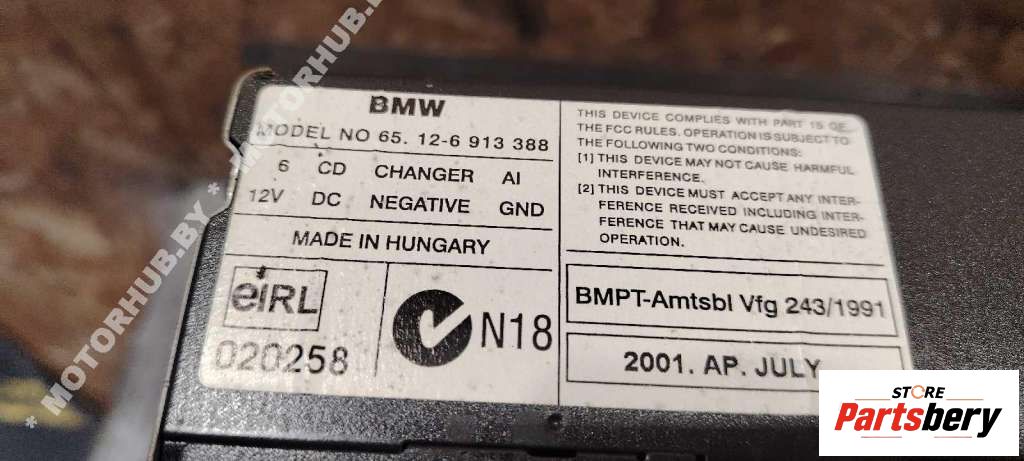 BMW
MODEL NO 65. 12-6 913 388
6 CD CHANGER AI
12V DC NEGATIVE GND
MADE IN HUNGARY
eiRL
020258
N18
THIS DEVICE COMPLIES WITH PART 15 OF
THE FCC RULES. OPERATION IS SUBJECT TO
THE FOLLOWING TWO CONDITIONS:
[1] THIS DEVICE MAY NOT CAUSE HARMFUL
INTERFERENCE.
[2] THIS DEVICE MUST ACCEPT ANY INTER-
FERENCE RECEIVED INCLUDING INTER-
FERENCE THAT MAY CAUSE UNDESIRED
OPERATION.
BMPT-Amtsbl Vfg 243/1991
2001. AP. JULY
* MOTORHUB.BY * MOTORHUB.BY
STORE
Partsbery